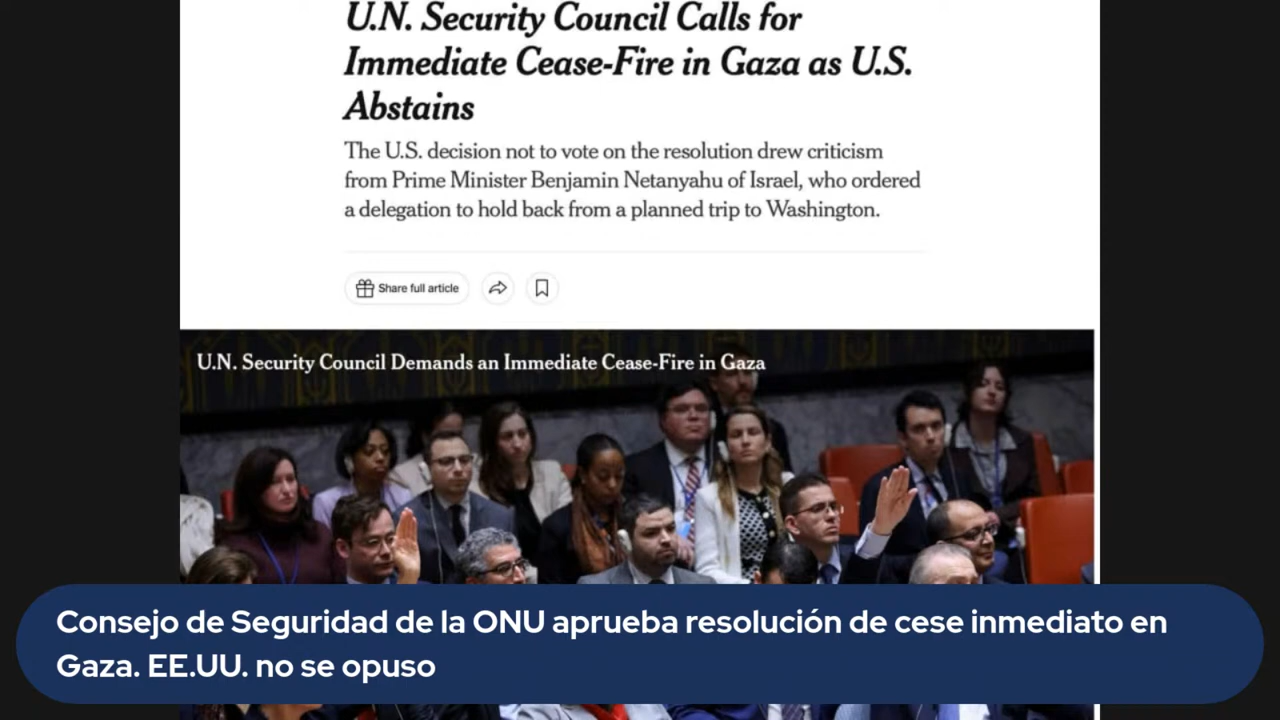 U.N. Security Council Calls for
Immediate Cease-Fire in Gaza as U.S.
Abstains
The U.S. decision not to vote on the resolution drew criticism
from Prime Minister Benjamin Netanyahu of Israel, who ordered
a delegation to hold back from a planned trip to Washington.
Share full article
U.N. Security Council Demands an Immediate Cease-Fire in Gaza
Consejo de Seguridad de la ONU aprueba resolución de cese inmediato en
Gaza. EE.UU. no se opuso